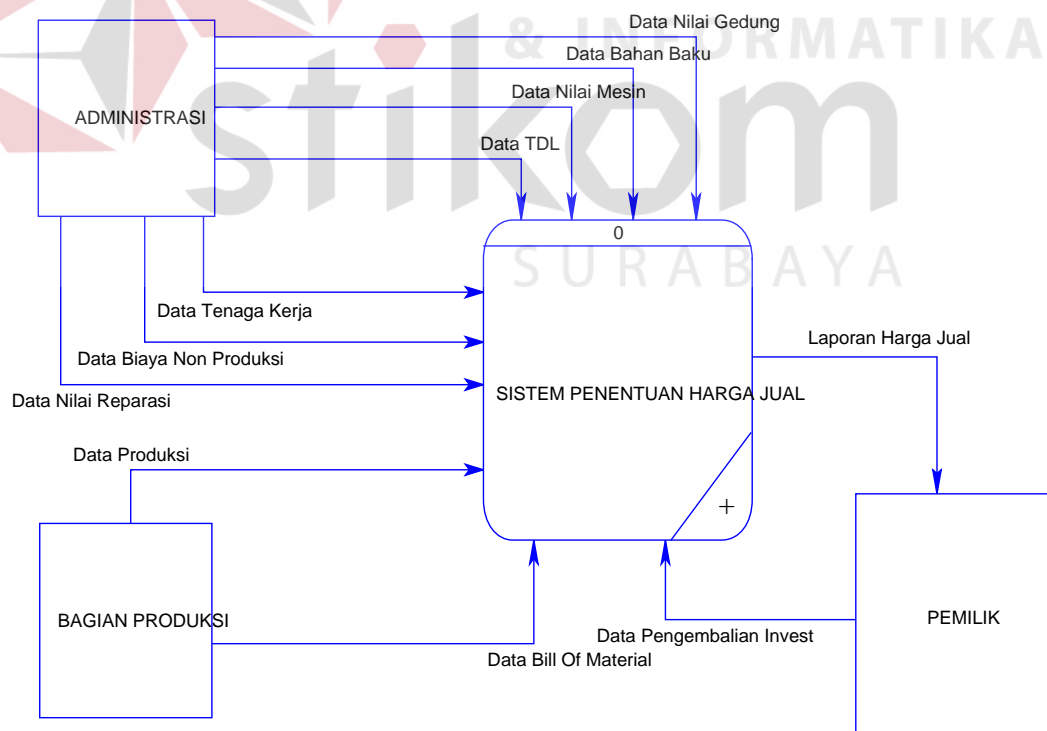 Data Nilai Gedung
& INFORMATIKA
Data Bahan Baku
Data Nilai Mesin
ADMINISTRASI
stikom
Data TDL
0
SURABAYA
Data Tenaga Kerja
Laporan Harga Jual
Data Biaya Non Produksi
SISTEM PENENTUAN HARGA JUAL
Data Nilai Reparasi
Data Produksi
+
BAGIAN PRODUKSI
PEMILIK
Data Pengembalian Invest
Data Bill Of Material